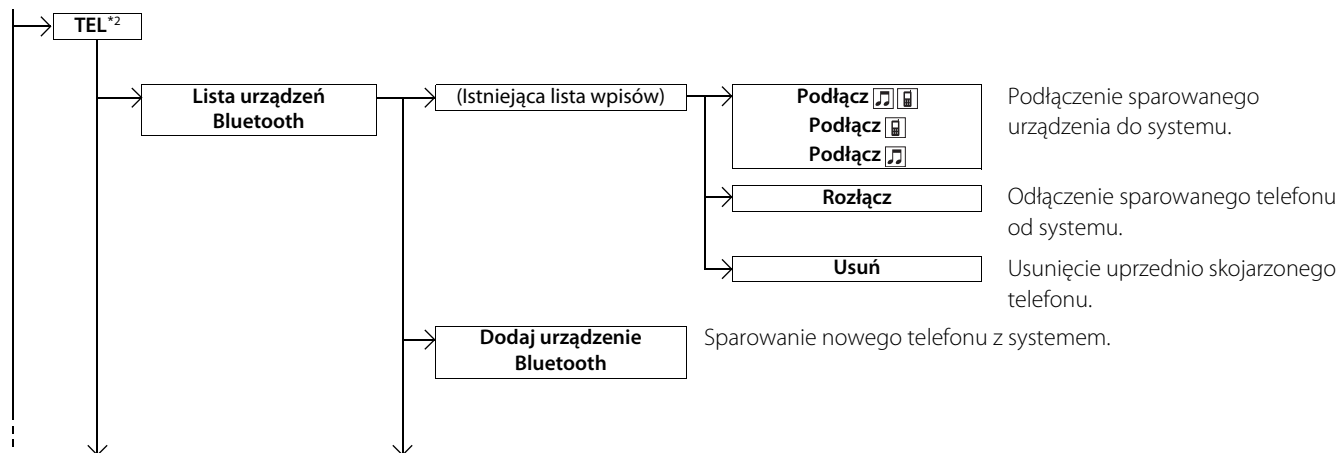 TEL*2
Lista urządzeń
Bluetooth
(Istniejąca lista wpisów)
Podłącz
Podłącz
Podłącz
Podłączenie sparowanego
urządzenia do systemu.
Rozłącz
Odłączenie sparowanego telefonu
od systemu.
Usuń
Usunięcie uprzednio skojarzonego
telefonu.
Dodaj urządzenie
Bluetooth
Sparowanie nowego telefonu z systemem.